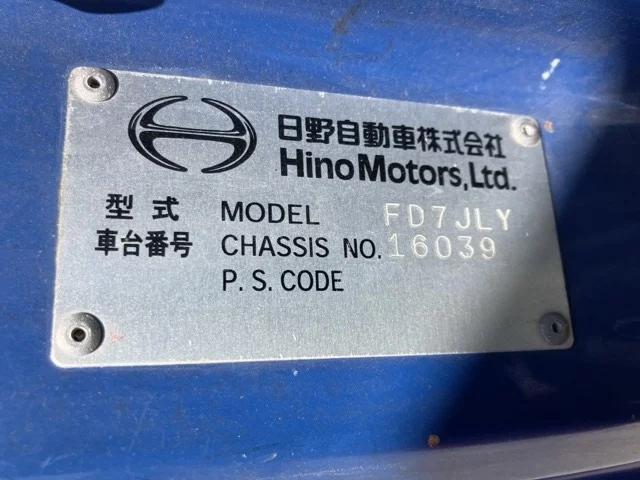 日野自動車株式会社
Hino Motors, Ltd.
型式 MODEL FD7JLY
車台番号 CHASSIS NO. 16039
P. S. CODE